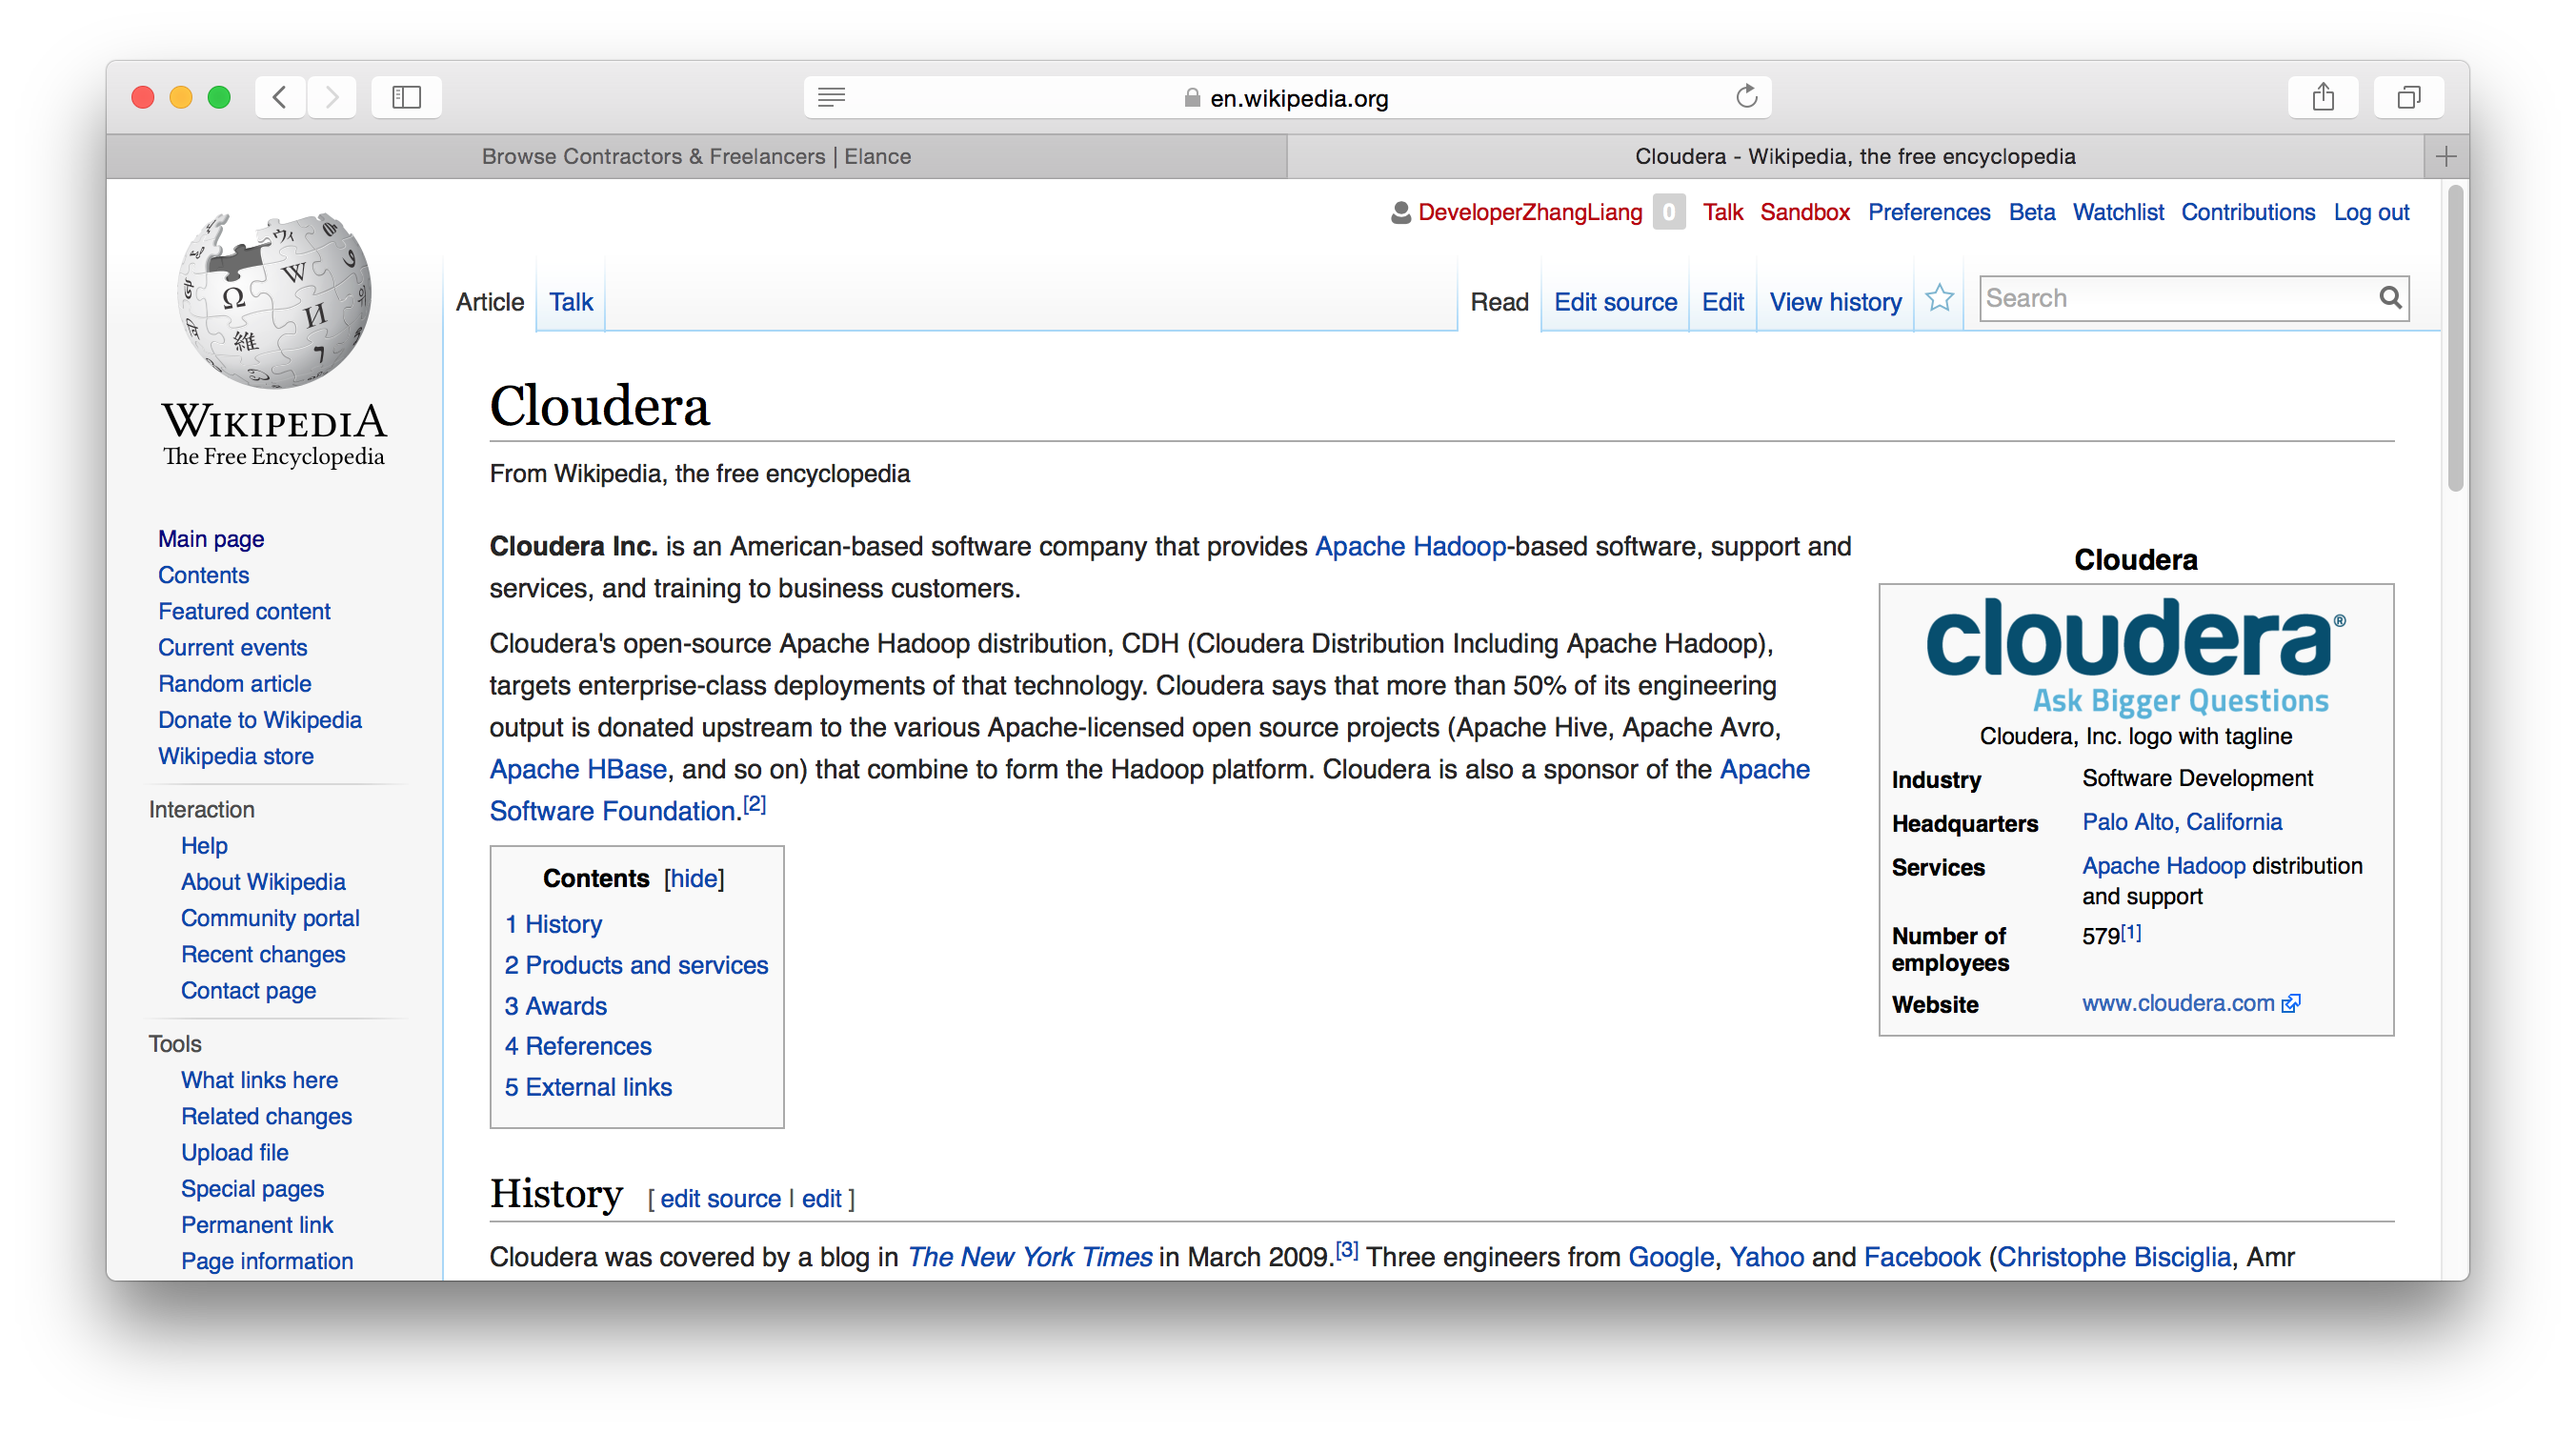 en.wikipedia.org
Browse Contractors & Freelancers | Elance
Cloudera - Wikipedia, the free encyclopedia
DeveloperZhangLiang 0 Talk Sandbox Preferences Beta Watchlist Contributions Log out
Article Talk
Read Edit source Edit View history
Search
WIKIPEDIA
The Free Encyclopedia
Main page
Contents
Featured content
Current events
Random article
Donate to Wikipedia
Wikipedia store
Interaction
Help
About Wikipedia
Community portal
Recent changes
Contact page
Tools
What links here
Related changes
Upload file
Special pages
Permanent link
Page information
Cloudera
From Wikipedia, the free encyclopedia
Cloudera Inc. is an American-based software company that provides Apache Hadoop-based software, support and
services, and training to business customers.
Cloudera's open-source Apache Hadoop distribution, CDH (Cloudera Distribution Including Apache Hadoop),
targets enterprise-class deployments of that technology. Cloudera says that more than 50% of its engineering
output is donated upstream to the various Apache-licensed open source projects (Apache Hive, Apache Avro,
Apache HBase, and so on) that combine to form the Hadoop platform. Cloudera is also a sponsor of the Apache
Software Foundation.[2]
Cloudera
cloudera®
Ask Bigger Questions
Cloudera, Inc. logo with tagline
Industry Software Development
Headquarters Palo Alto, California
Services Apache Hadoop distribution
and support
Number of 579[1]
employees
Website www.cloudera.com
Contents [hide]
1 History
2 Products and services
3 Awards
4 References
5 External links
History [ edit source | edit ]
Cloudera was covered by a blog in The New York Times in March 2009.[3] Three engineers from Google, Yahoo and Facebook (Christophe Bisciglia, Amr